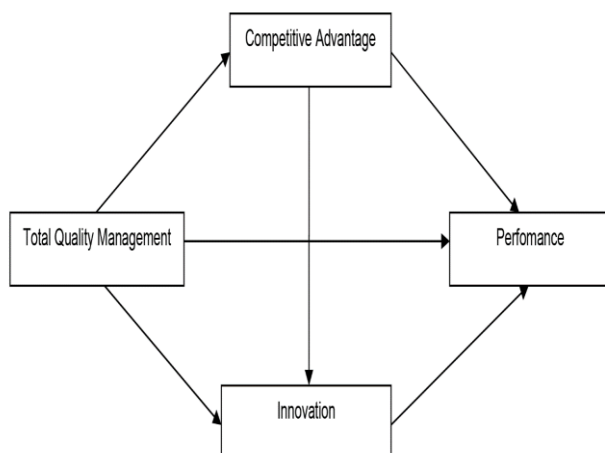 Competitive Advantage
Total Quality Management
Perfomance
Innovation